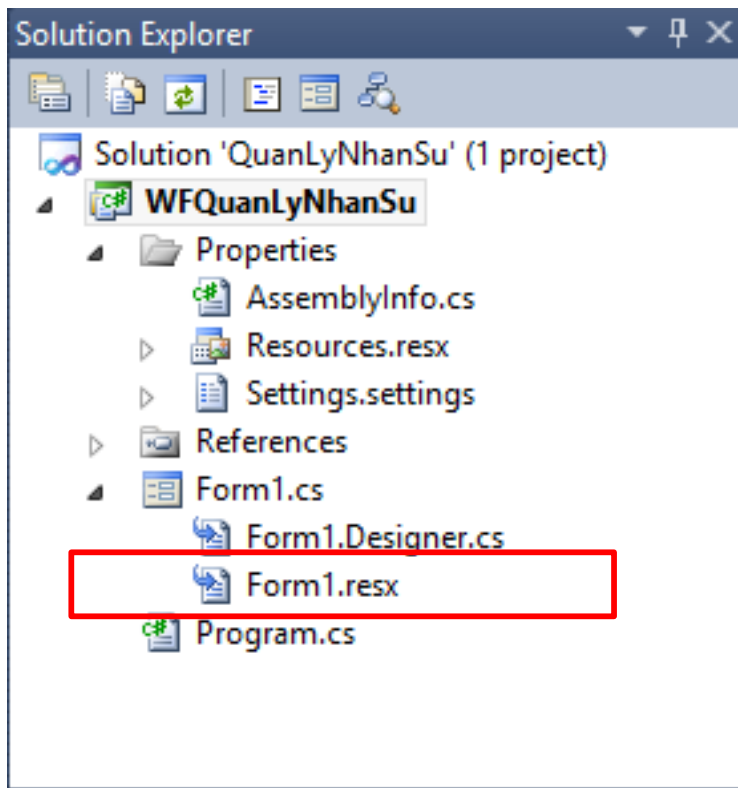 Solution Explorer
Solution 'QuanLyNhanSu' (1 project)
WFQuanLyNhanSu
Properties
AssemblyInfo.cs
Resources.resx
Settings.settings
References
Form1.cs
Form1.Designer.cs
Form1.resx
Program.cs